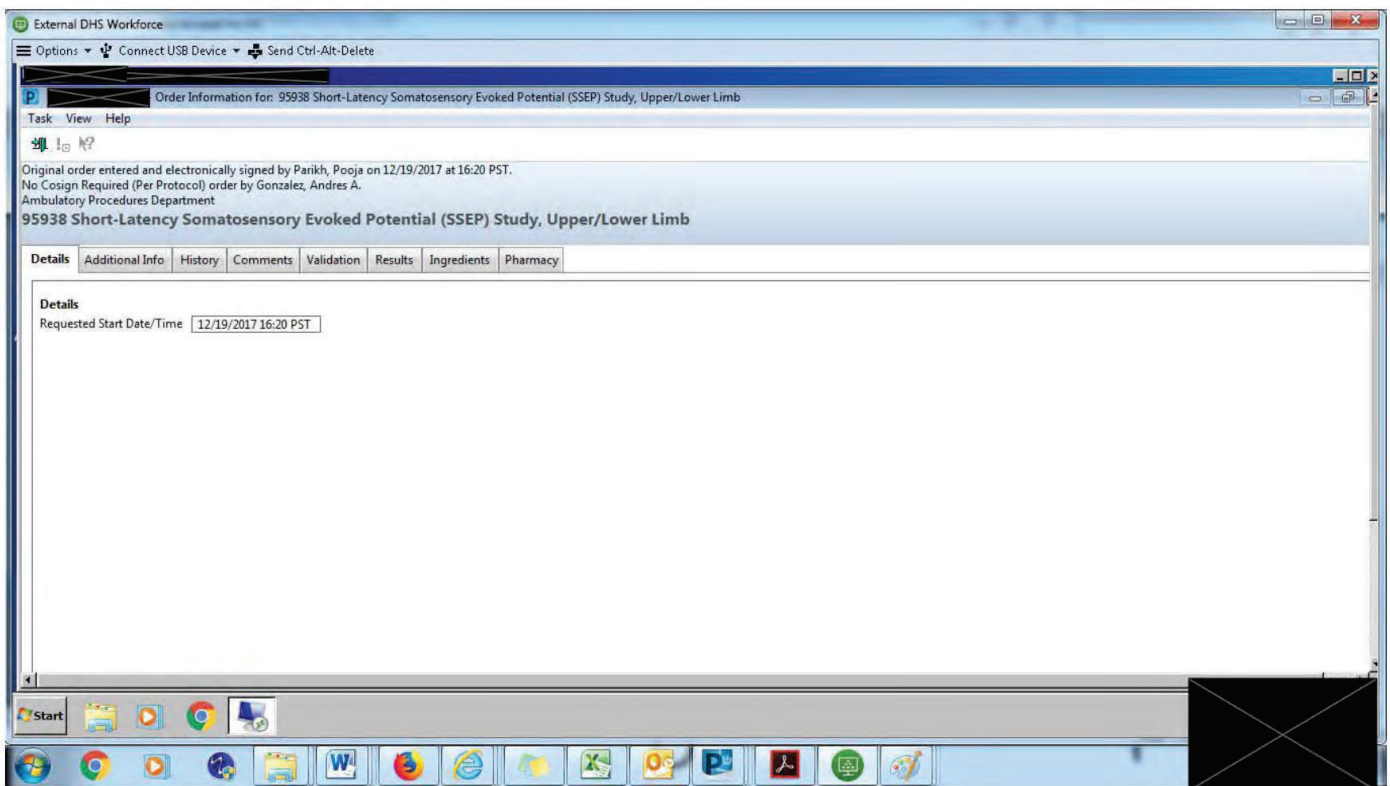 External DHS Workforce
Options Connect USB Device Send Ctrl-Alt-Delete
Order Information for: 95938 Short-Latency Somatosensory Evoked Potential (SSEP) Study, Upper/Lower Limb
Task View Help
Original order entered and electronically signed by Parikh, Pooja on 12/19/2017 at 16:20 PST.
No Cosign Required (Per Protocol) order by Gonzalez, Andres A.
Ambulatory Procedures Department
95938 Short-Latency Somatosensory Evoked Potential (SSEP) Study, Upper/Lower Limb
Details Additional Info History Comments Validation Results Ingredients Pharmacy
Details
Requested Start Date/Time 12/19/2017 16:20 PST
Start